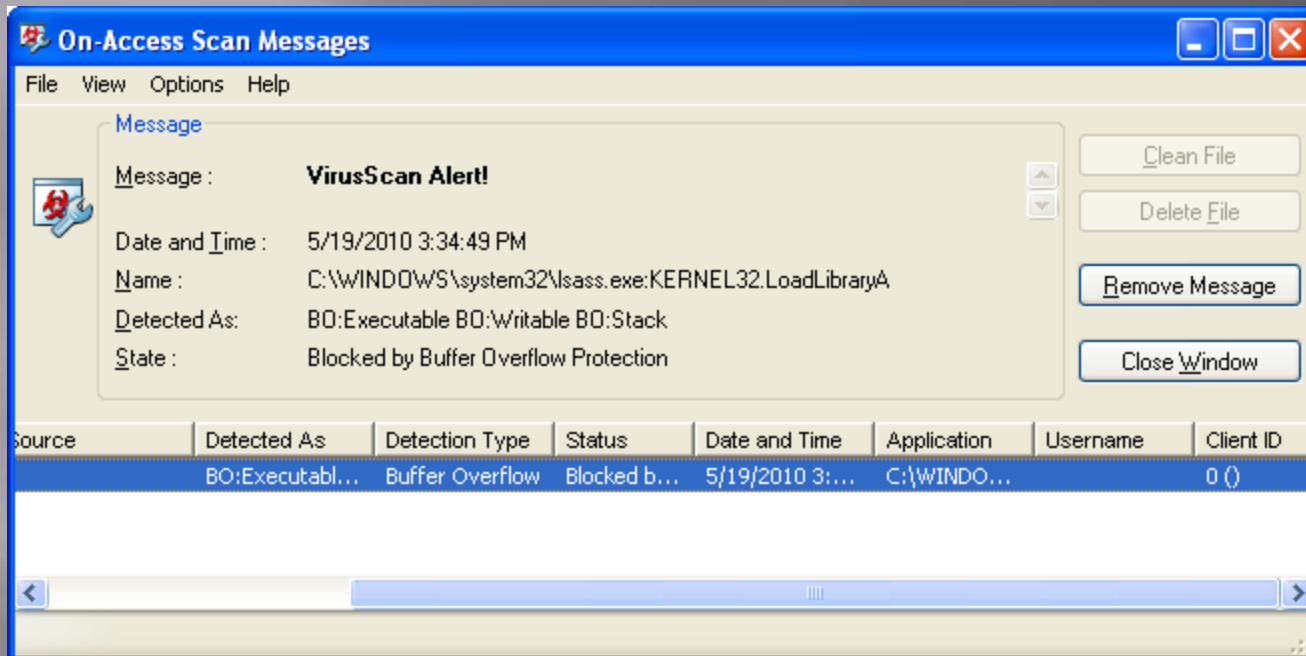 On-Access Scan Messages
File View Options Help
Message
Message : VirusScan Alert!
Date and Time : 5/19/2010 3:34:49 PM
Name : C:\WINDOWS\system32\lsass.exe:KERNEL32.LoadLibraryA
Detected As: BO:Executable BO:Writable BO:Stack
State : Blocked by Buffer Overflow Protection
Clean File
Delete File
Remove Message
Close Window
Source Detected As Detection Type Status Date and Time Application Username Client ID
BO:Executabl... Buffer Overflow Blocked b... 5/19/2010 3:... C:\WINDO... 0 ()